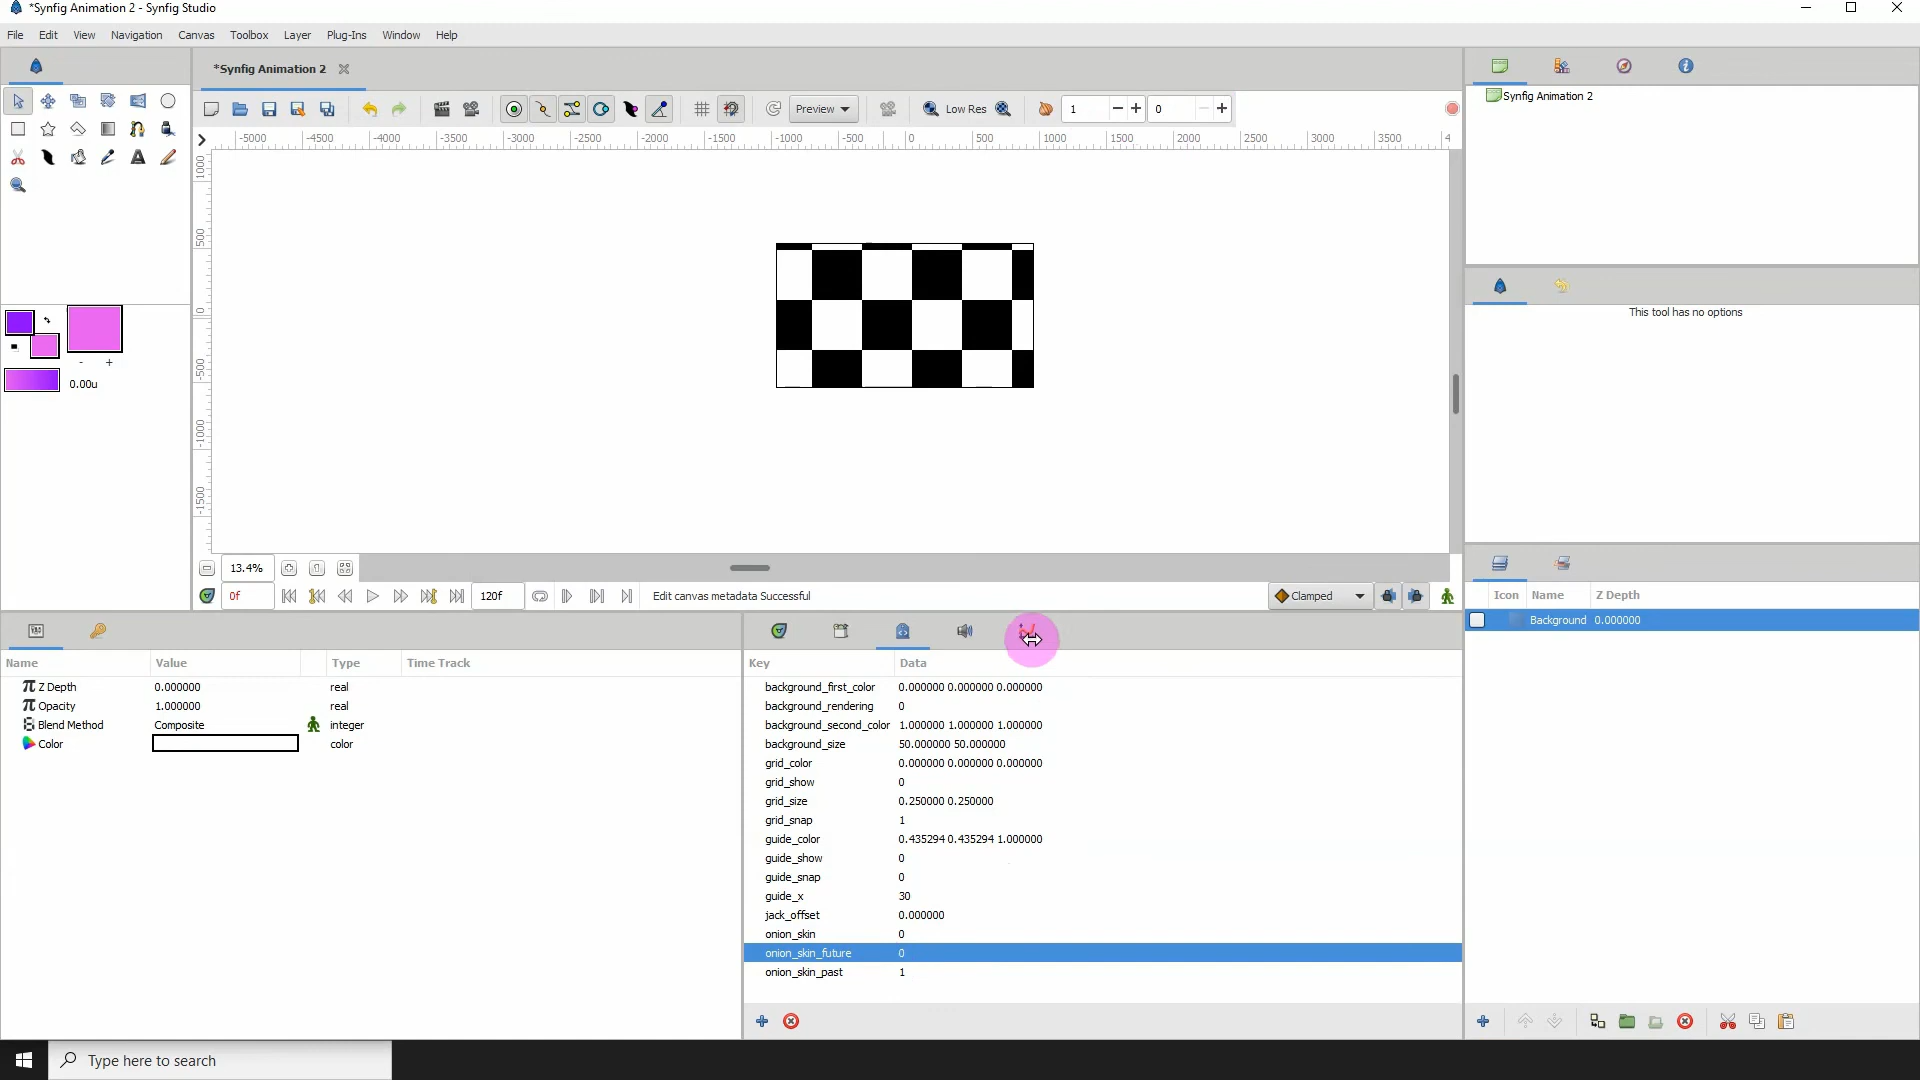 *Synfig Animation 2 - Synfig Studio
File Edit View Navigation Canvas Toolbox Layer Plug-Ins Window Help
*Synfig Animation 2
Preview Low Res 1 0
-5000 -4500 -4000 -3500 -3000 -2500 -2000 -1500 -1000 -500 0 500 1000 1500 2000 2500 3000 3500 4
1000
500
0
-500
-1000
-1500
0.00u
13.4%
0f 120f Edit canvas metadata Successful Clamped
Synfig Animation 2
This tool has no options
Icon Name Z Depth
Background 0.000000
Name Value Type Time Track
Z Depth 0.000000 real
Opacity 1.000000 real
Blend Method Composite integer
Color color
Key Data
background_first_color 0.000000 0.000000 0.000000
background_rendering 0
background_second_color 1.000000 1.000000 1.000000
background_size 50.000000 50.000000
grid_color 0.000000 0.000000 0.000000
grid_show 0
grid_size 0.250000 0.250000
grid_snap 1
guide_color 0.435294 0.435294 1.000000
guide_show 0
guide_snap 0
guide_x 30
jack_offset 0.000000
onion_skin 0
onion_skin_future 0
onion_skin_past 1
Type here to search